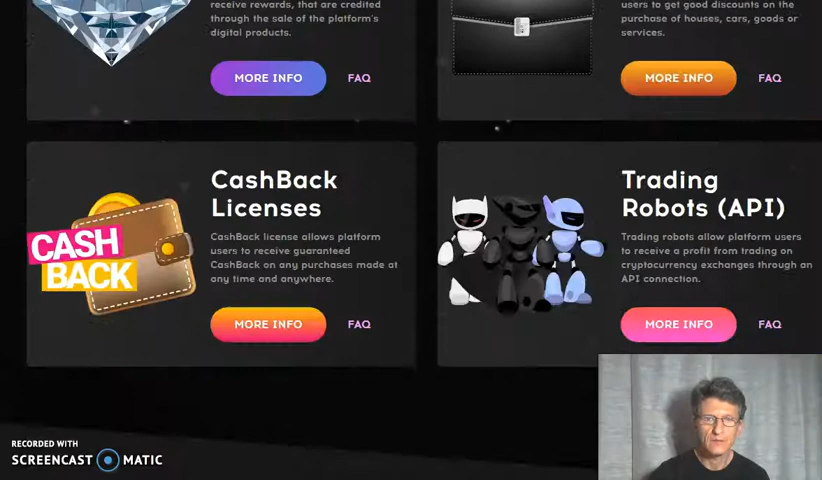 receive rewards, that are credited
through the sale of the platform's
digital products.
MORE INFO FAQ
users to get good discounts on the
purchase of houses, cars, goods or
services.
MORE INFO FAQ
CASH
BACK
CashBack
Licenses
CashBack license allows platform
users to receive guaranteed
CashBack on any purchases made at
any time and anywhere.
MORE INFO FAQ
Trading
Robots (API)
Trading robots allow platform users
to receive a profit from trading on
cryptocurrency exchanges through an
API connection.
MORE INFO FAQ
RECORDED WITH
SCREENCAST MATIC